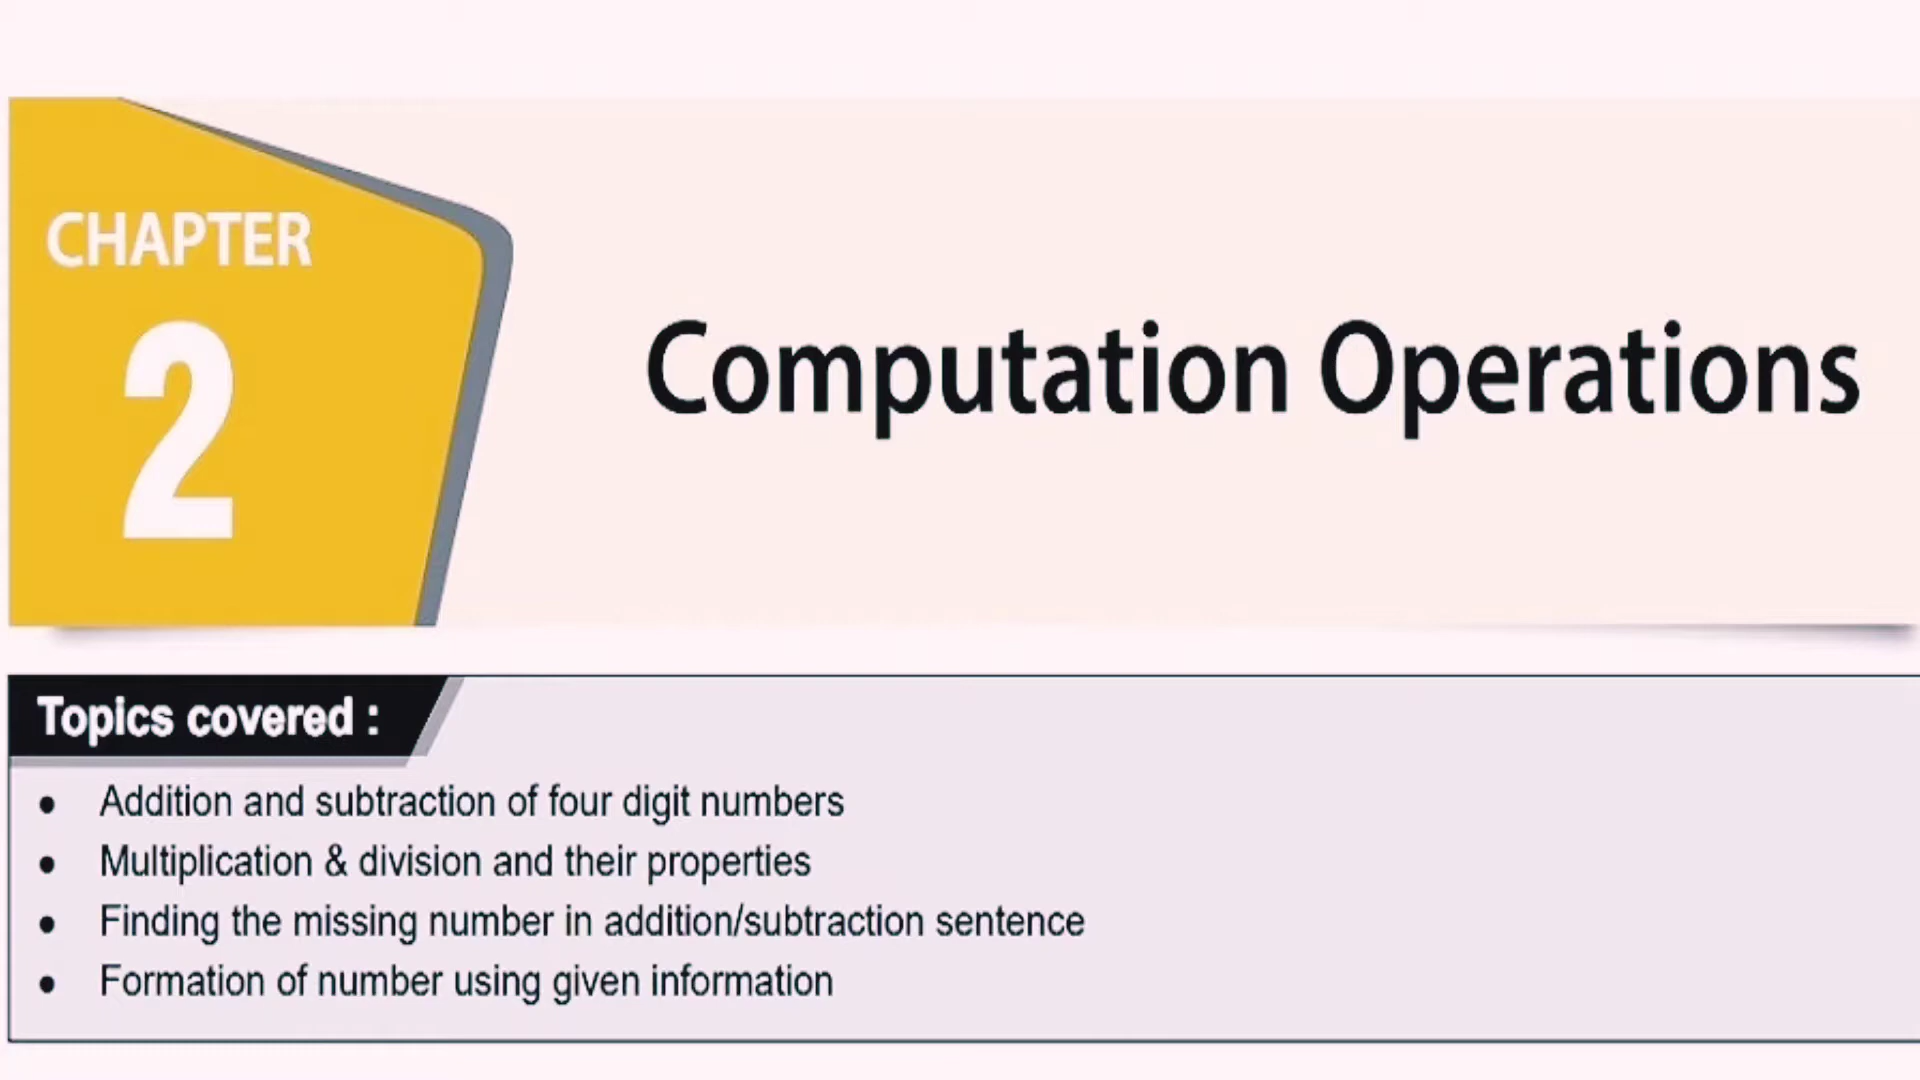 CHAPTER
2
Computation Operations
Topics covered :
• Addition and subtraction of four digit numbers
• Multiplication & division and their properties
• Finding the missing number in addition/subtraction sentence
• Formation of number using given information